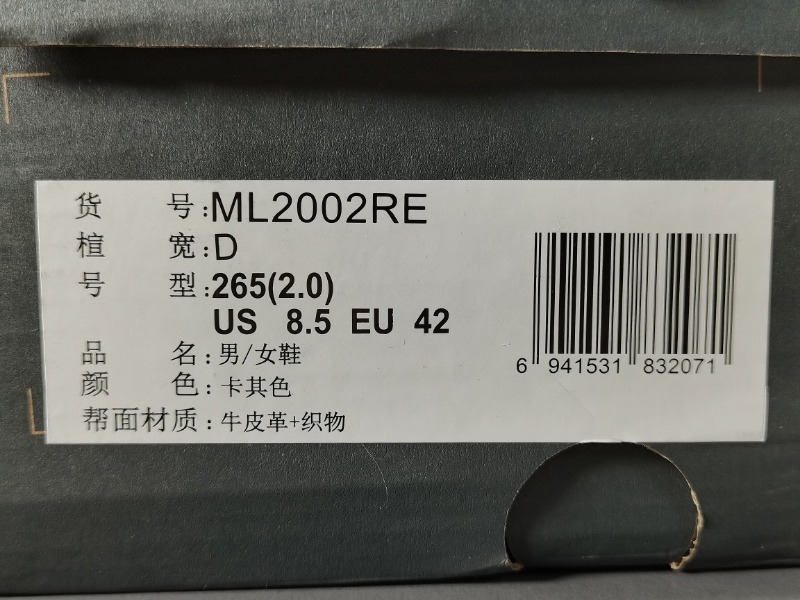 货 号:ML2002RE
楦 宽:D
号 型:265(2.0)
US 8.5 EU 42
品 名:男/女鞋
颜 色:卡其色
帮面材质:牛皮革+织物
6 941531 832071